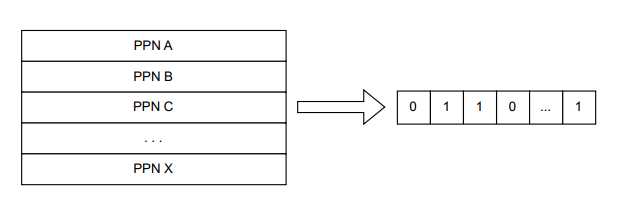 PPN A
PPN B
PPN C
. . .
PPN X
0 1 1 0 ... 1